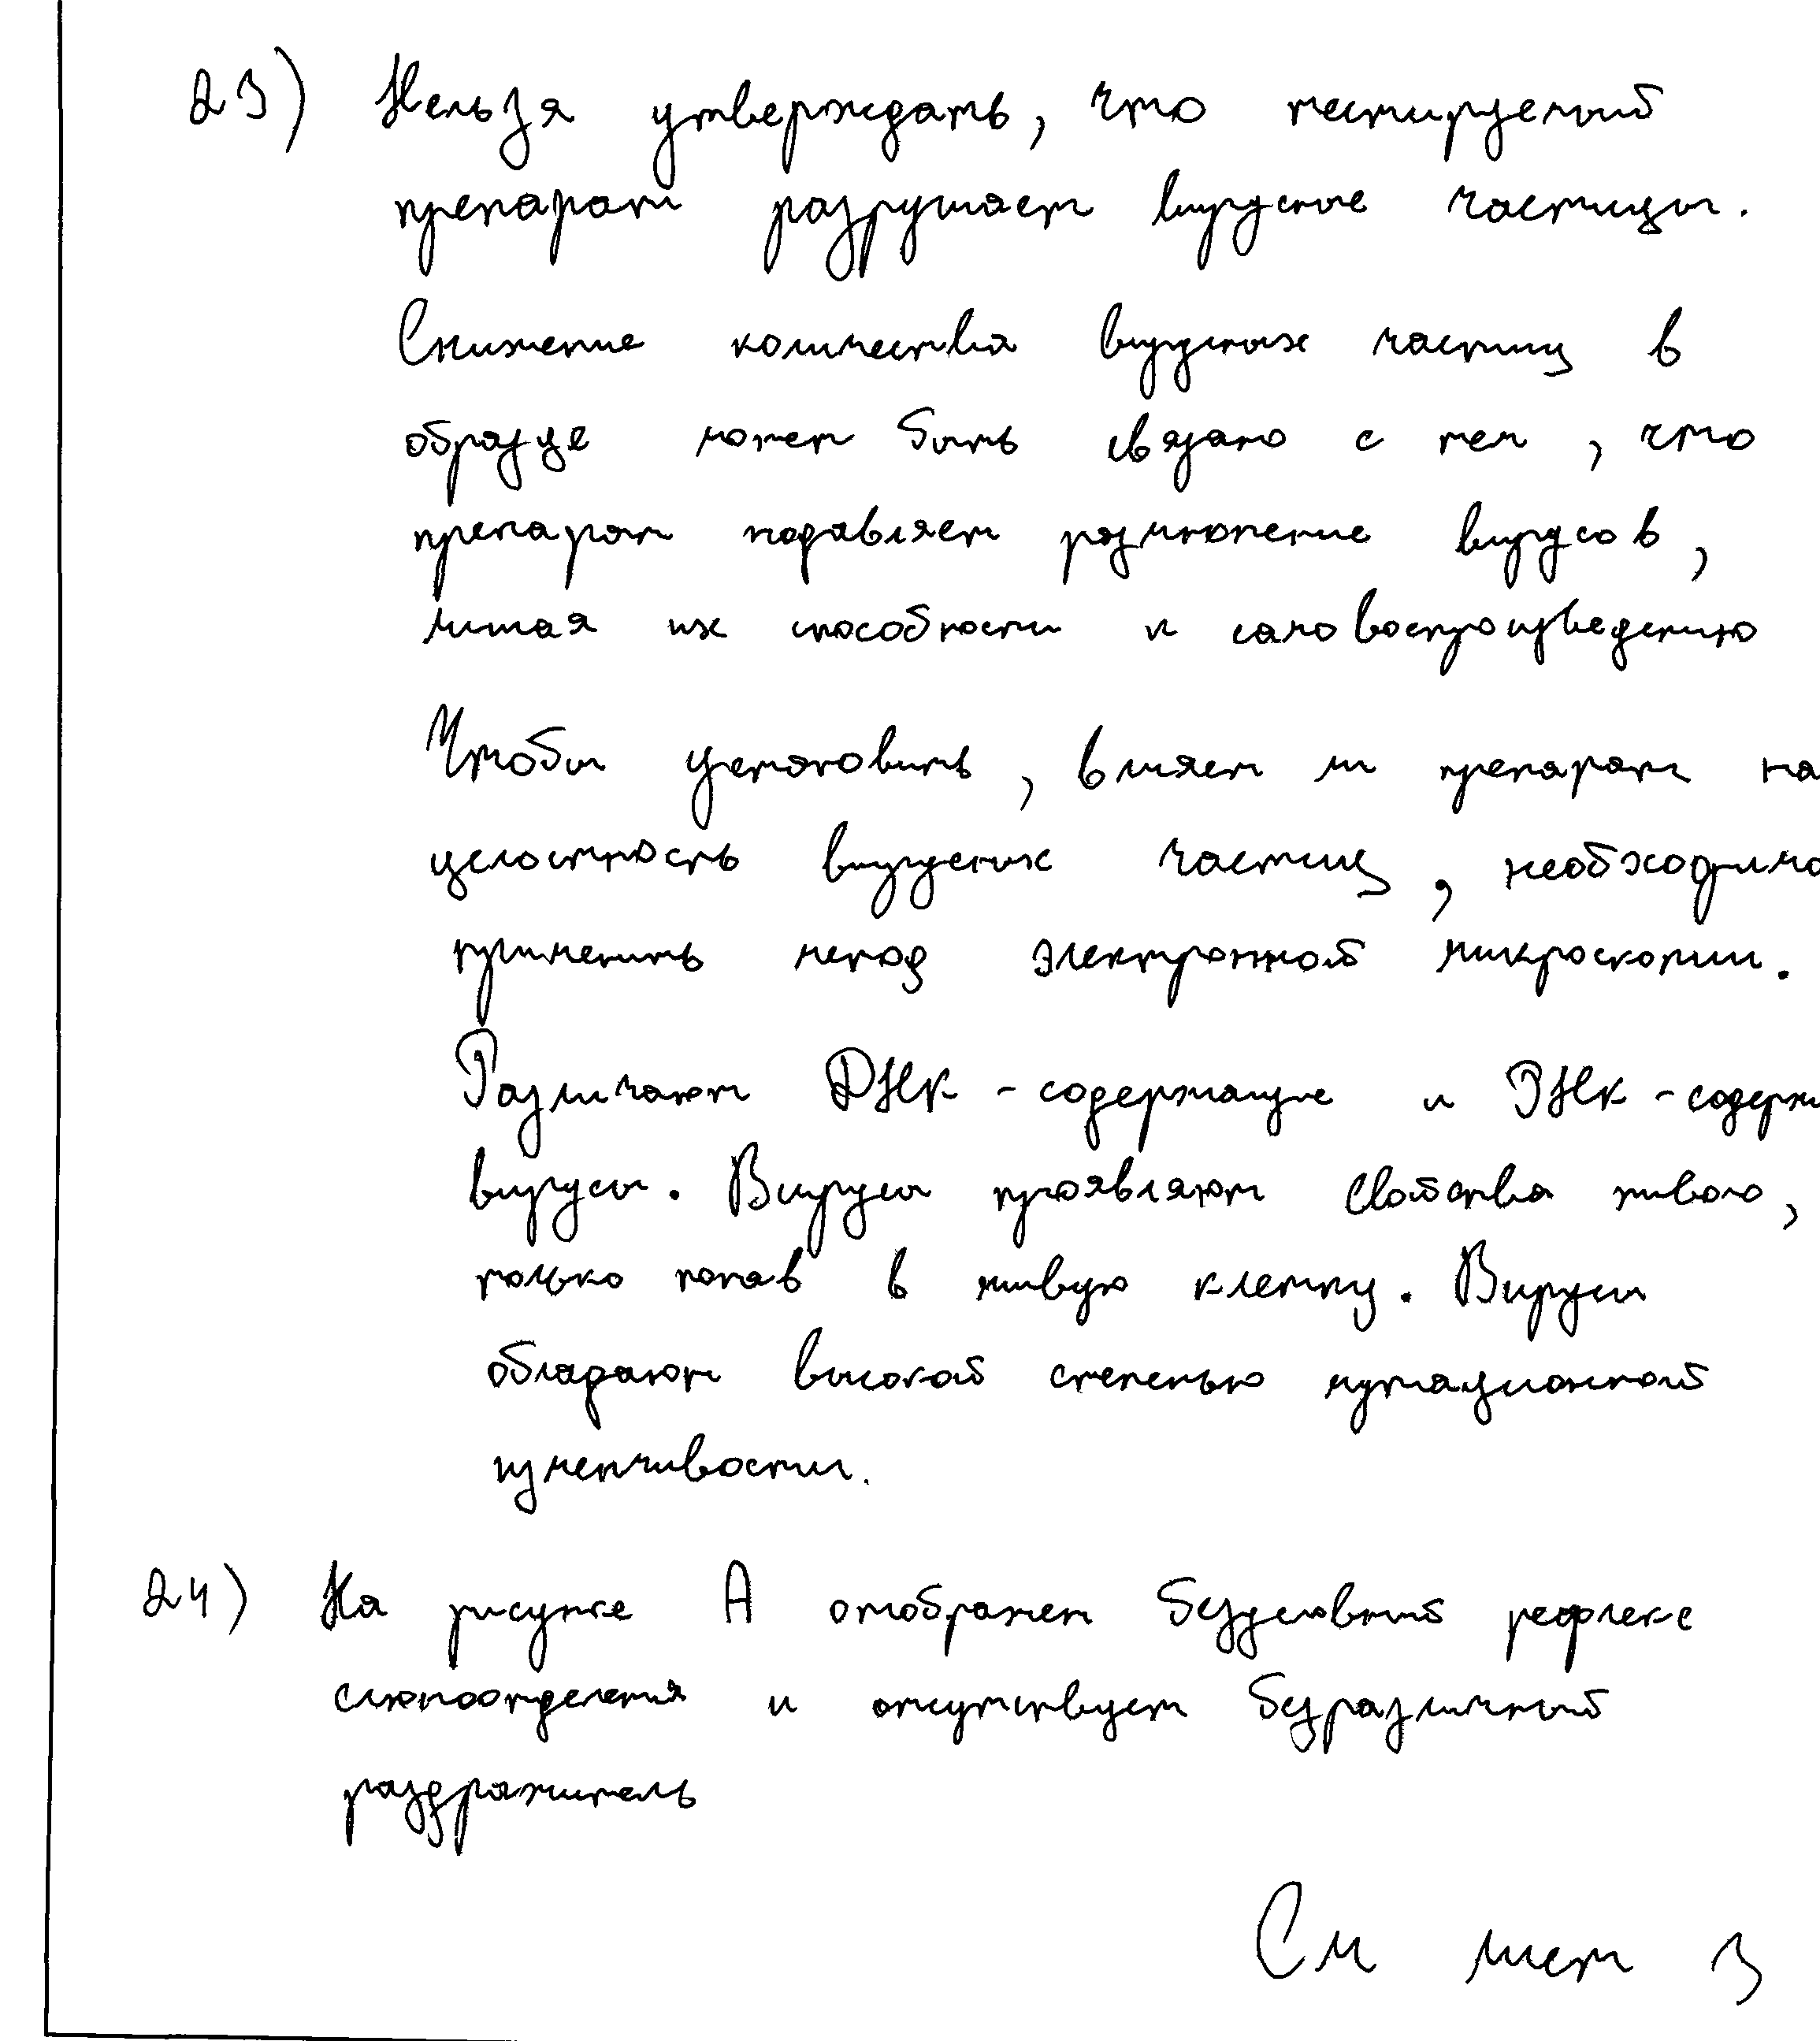 23) Нельзя утверждать, что тестируемый
препарат разрушает вирусные частицы.
Снижение количества вирусных частиц в
образце может быть связано с тем, что
препарат подавляет размножение вирусов,
лишая их способности к самовоспроизведению
Чтобы установить, влияет ли препарат на
целостность вирусных частиц, необходимо
применить метод электронной микроскопии.
Различают ДНК-содержащие и РНК-содерж
вирусы. Вирусы проявляют свойства живого,
только попав в живую клетку. Вирусы
обладают высокой степенью мутационной
изменчивости.
24) На рисунке А отображен безусловный рефлекс
слюноотделения и отсутствует безразличный
раздражитель
См лист 3